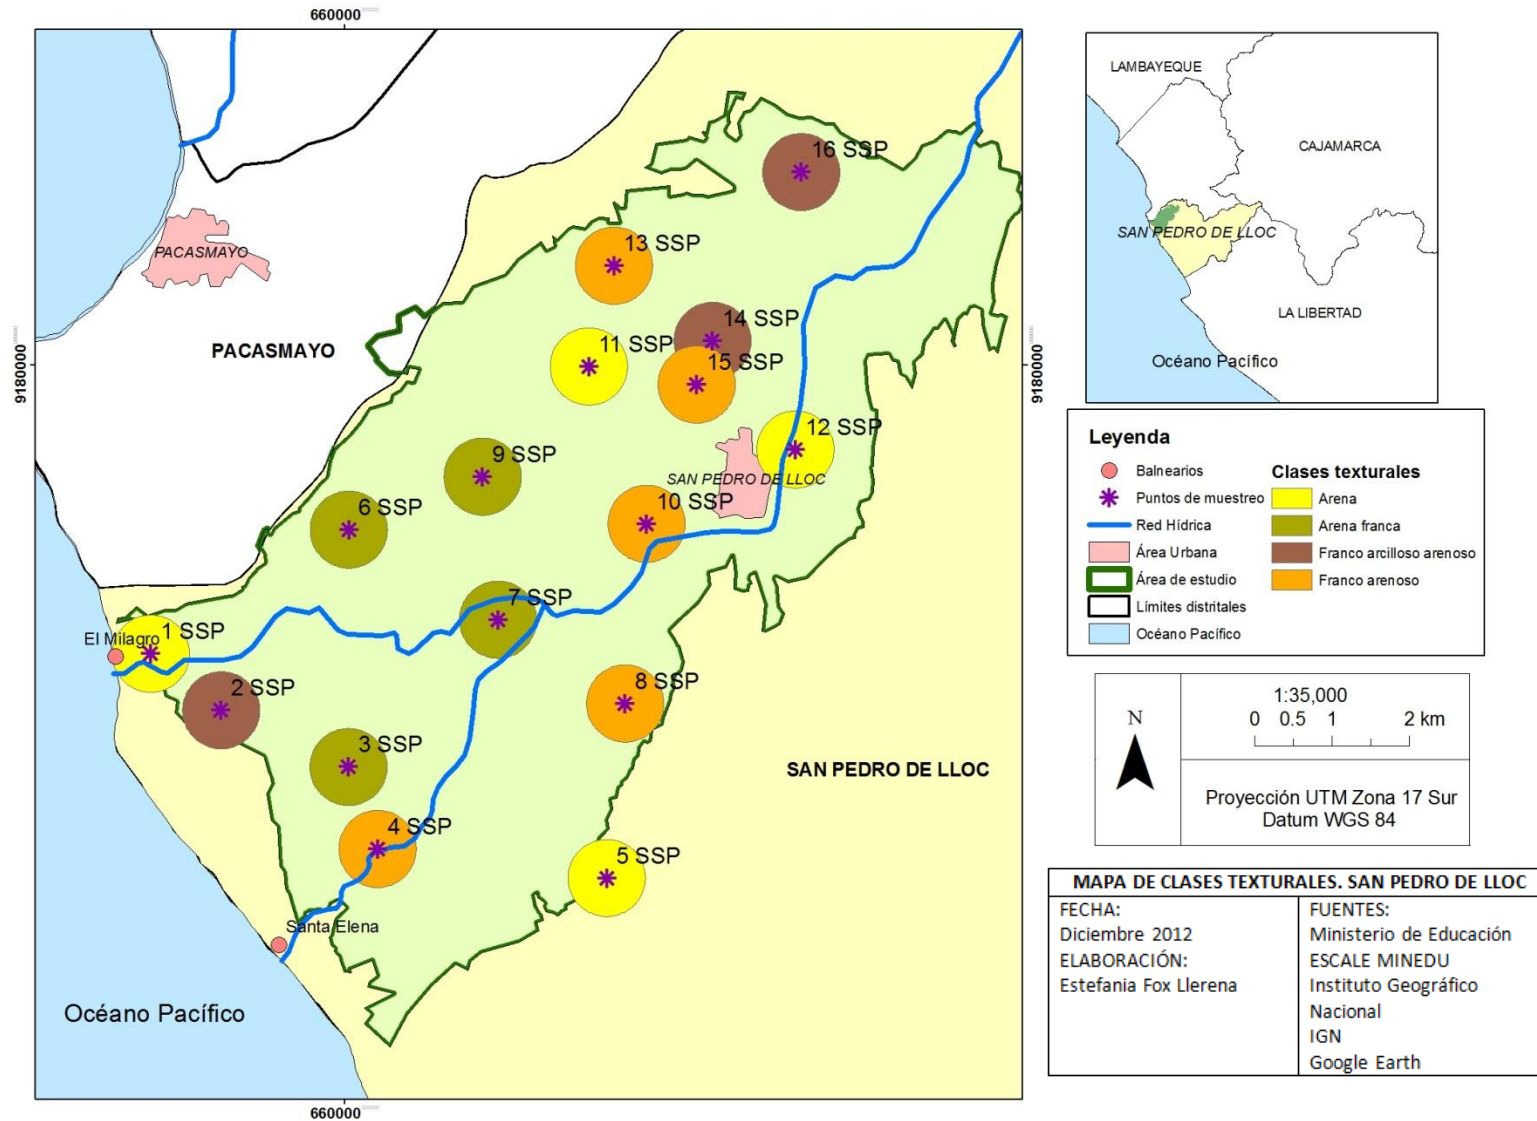 660000
LAMBAYEQUE
CAJAMARCA
SAN PEDRO DE LLOC
LA LIBERTAD
Océano Pacífico
16 SSP
13 SSP
PACASMAYO
14 SSP
11 SSP
15 SSP
PACASMAYO
9180000
9180000
12 SSP
9 SSP
SAN PEDRO DE LLOC
10 SSP
6 SSP
7 SSP
El Milagro
1 SSP
2 SSP
8 SSP
3 SSP
SAN PEDRO DE LLOC
4 SSP
5 SSP
Santa Elena
Océano Pacífico
660000
Leyenda
Balnearios
Puntos de muestreo
Red Hídrica
Área Urbana
Área de estudio
Límites distritales
Océano Pacífico
Clases texturales
Arena
Arena franca
Franco arcilloso arenoso
Franco arenoso
N
1:35,000
0 0.5 1 2 km
Proyección UTM Zona 17 Sur
Datum WGS 84
MAPA DE CLASES TEXTURALES. SAN PEDRO DE LLOC
FECHA:
Diciembre 2012
ELABORACIÓN:
Estefania Fox Llerena
FUENTES:
Ministerio de Educación
ESCALE MINEDU
Instituto Geográfico
Nacional
IGN
Google Earth